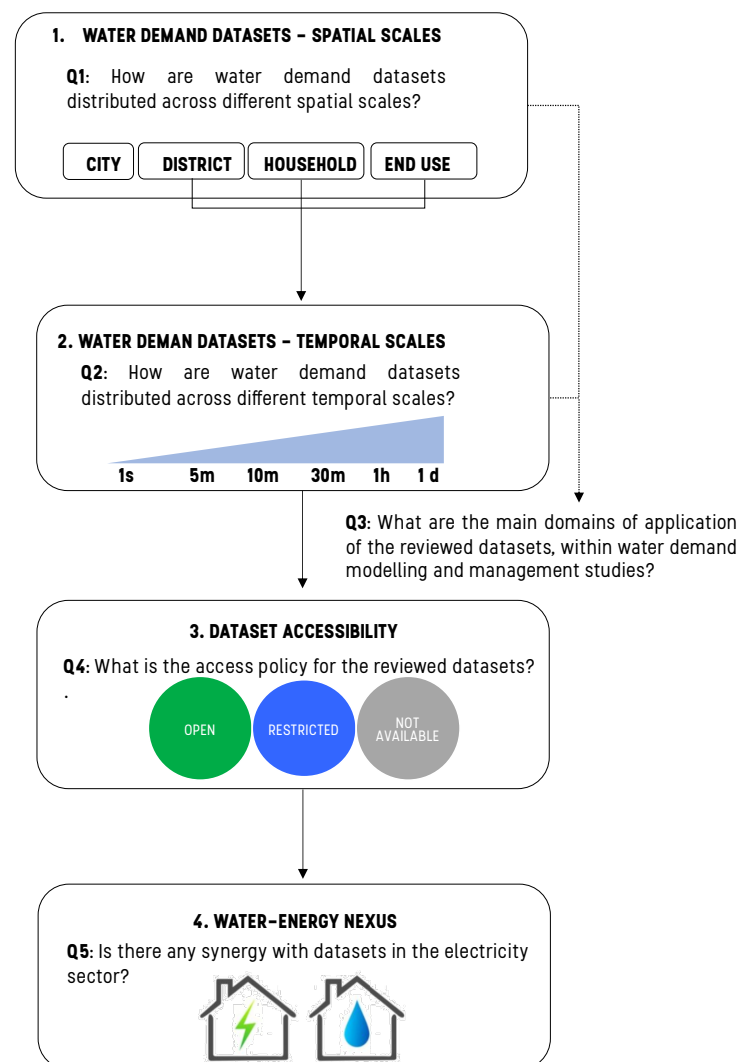 1. WATER DEMAND DATASETS – SPATIAL SCALES
Q1: How are water demand datasets
distributed across different spatial scales?
CITY DISTRICT HOUSEHOLD END USE
2. WATER DEMAN DATASETS – TEMPORAL SCALES
Q2: How are water demand datasets
distributed across different temporal scales?
1s 5m 10m 30m 1h 1 d
Q3: What are the main domains of application
of the reviewed datasets, within water demand
modelling and management studies?
3. DATASET ACCESSIBILITY
Q4: What is the access policy for the reviewed datasets?
.
OPEN RESTRICTED NOT
AVAILABLE
4. WATER–ENERGY NEXUS
Q5: Is there any synergy with datasets in the electricity
sector?